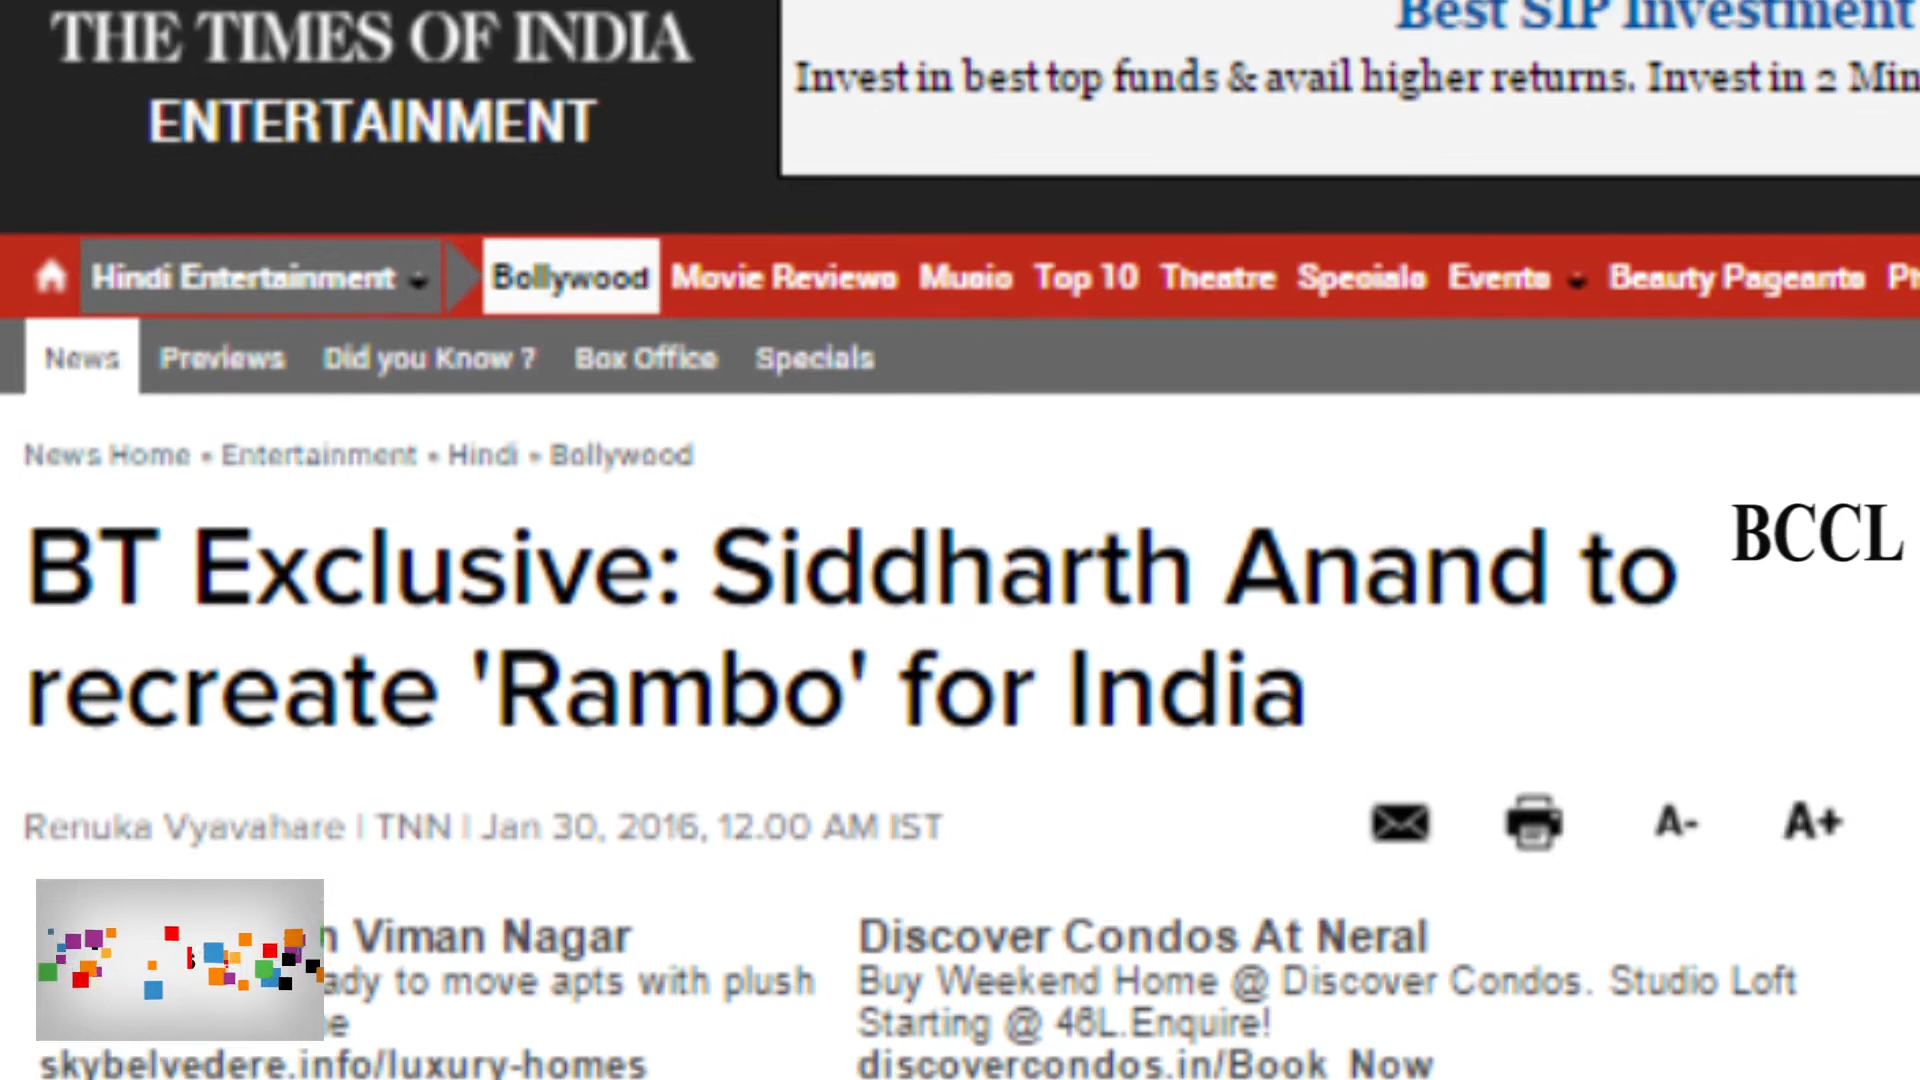 THE TIMES OF INDIA
ENTERTAINMENT
Best SIP Investment
Invest in best top funds & avail higher returns. Invest in 2 Min
Hindi Entertainment Bollywood Movie Reviews Music Top 10 Theatre Specials Events Beauty Pageants
News Previews Did you Know ? Box Office Specials
News Home » Entertainment » Hindi » Bollywood
BT Exclusive: Siddharth Anand to
recreate 'Rambo' for India
BCCL
Renuka Vyavahare | TNN | Jan 30, 2016, 12.00 AM IST
A- A+
n Viman Nagar
ady to move apts with plush
skybelvedere.info/luxury-homes
Discover Condos At Neral
Buy Weekend Home @ Discover Condos. Studio Loft
Starting @ 46L.Enquire!
discovercondos.in/Book_Now